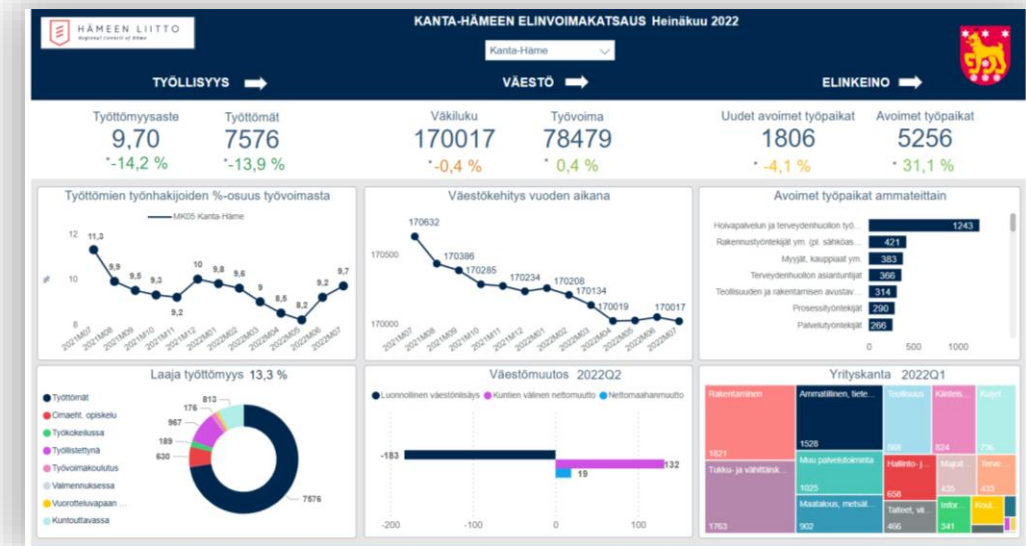 HÄMEEN LIITTO
Regional Council of Häme
KANTA-HÄMEEN ELINVOIMAKATSAUS Heinäkuu 2022
Kanta-Häme
TYÖLLISYYS
VÄESTÖ
ELINKEINO
Työttömyysaste
9,70
*-14,2 %
Työttömät
7576
*-13,9 %
Väkiluku
170017
*-0,4 %
Työvoima
78479
* 0,4 %
Uudet avoimet työpaikat
1806
* -4,1 %
Avoimet työpaikat
5256
* 31,1 %
Työttömien työnhakijoiden %-osuus työvoimasta
MK05 Kanta-Häme
12
10
8
%
11,3
9,9
9,5
9,3
9,2
10
9,8
9,6
9
8,5
8,2
9,2
9,7
2021M07
2021M08
2021M09
2021M10
2021M11
2021M12
2022M01
2022M02
2022M03
2022M04
2022M05
2022M06
2022M07
Väestökehitys vuoden aikana
170500
170000
170632
170386
170285
170234
170208
170134
170019
170017
2021M07
2021M08
2021M09
2021M10
2021M11
2021M12
2022M01
2022M02
2022M03
2022M04
2022M05
2022M06
2022M07
Avoimet työpaikat ammateittain
Hoivapalvelun ja terveydenhuollon työ... 1243
Rakennustyöntekijät ym. (pl. sähköas... 421
Myyjät, kauppiaat ym. 383
Terveydenhuollon asiantuntijat 366
Teollisuuden ja rakentamisen avustav... 314
Prosessityöntekijät 290
Palvelutyöntekijät 266
0 500 1000
Laaja työttömyys 13,3 %
Työttömät
Omaeht. opiskelu
Työkokeilussa
Työllistettynä
Työvoimakoulutus
Valmennuksessa
Vuorotteluvapaan ...
Kuntouttavassa
813
176
967
189
630
7576
Väestömuutos 2022Q2
Luonnollinen väestönlisäys
Kuntien välinen nettomuutto
Nettomaahanmuutto
-183
132
19
-200 -100 0 100
Yrityskanta 2022Q1
Rakentaminen
1821
Tukku- ja vähittäisk...
1763
Ammatillinen, tiete...
1528
Muu palvelutoiminta
1025
Maatalous, metsät...
902
Teollisuus
Kiinteis...
824
Kuljet...
736
Hallinto- j...
658
Majoit...
435
Terve...
433
Taiteet, vii...
466
Infor...
341
Kout...